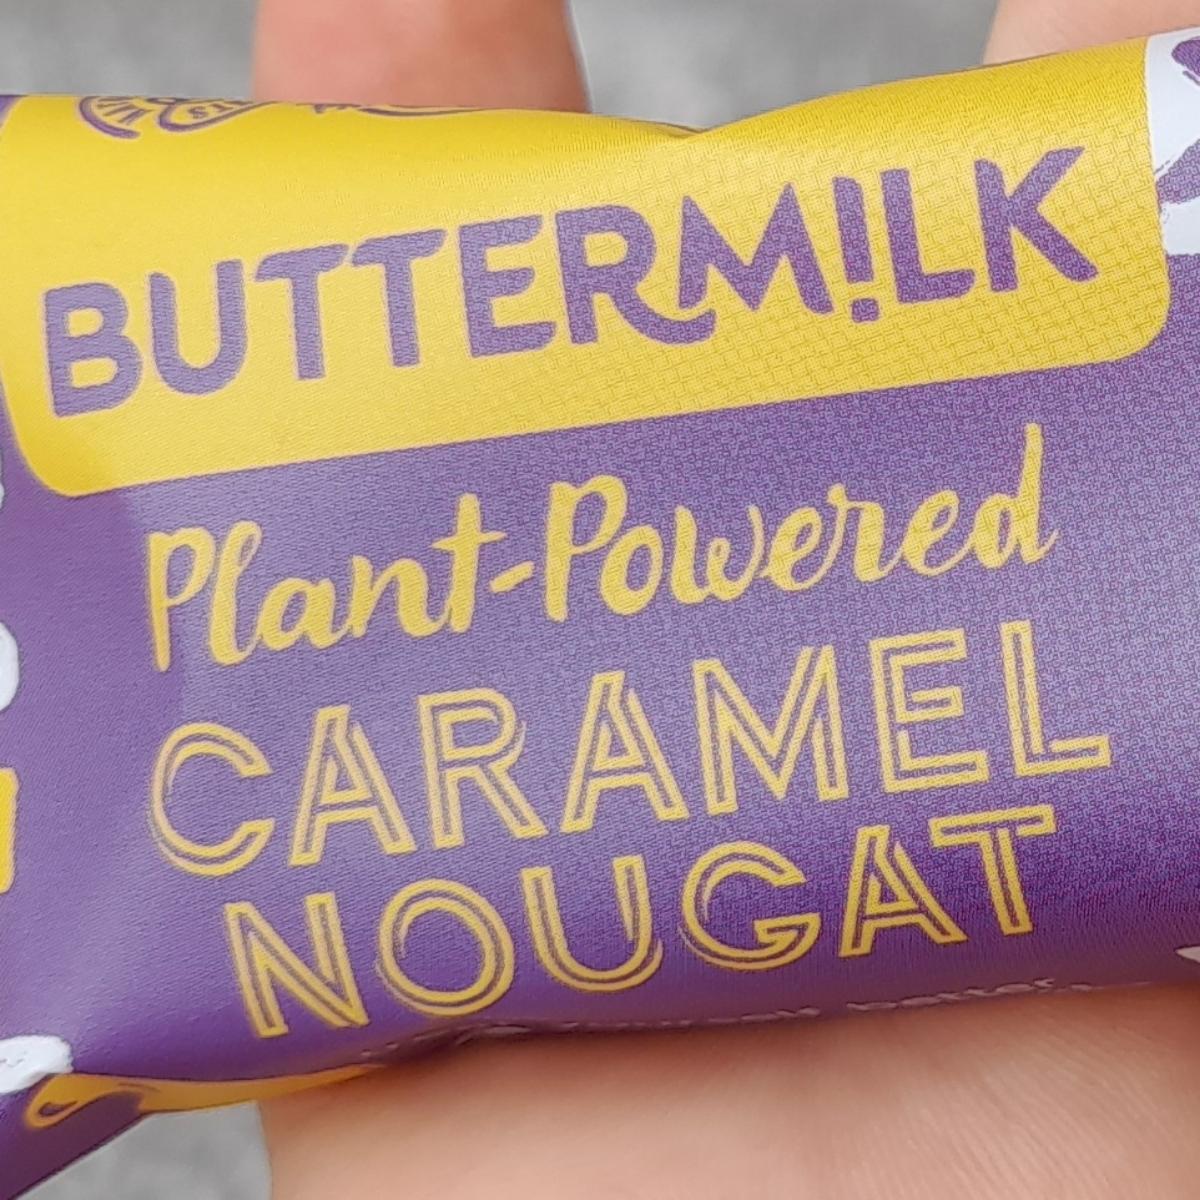 BUTTERM!LK
Plant-Powered
CARAMEL
NOUGAT